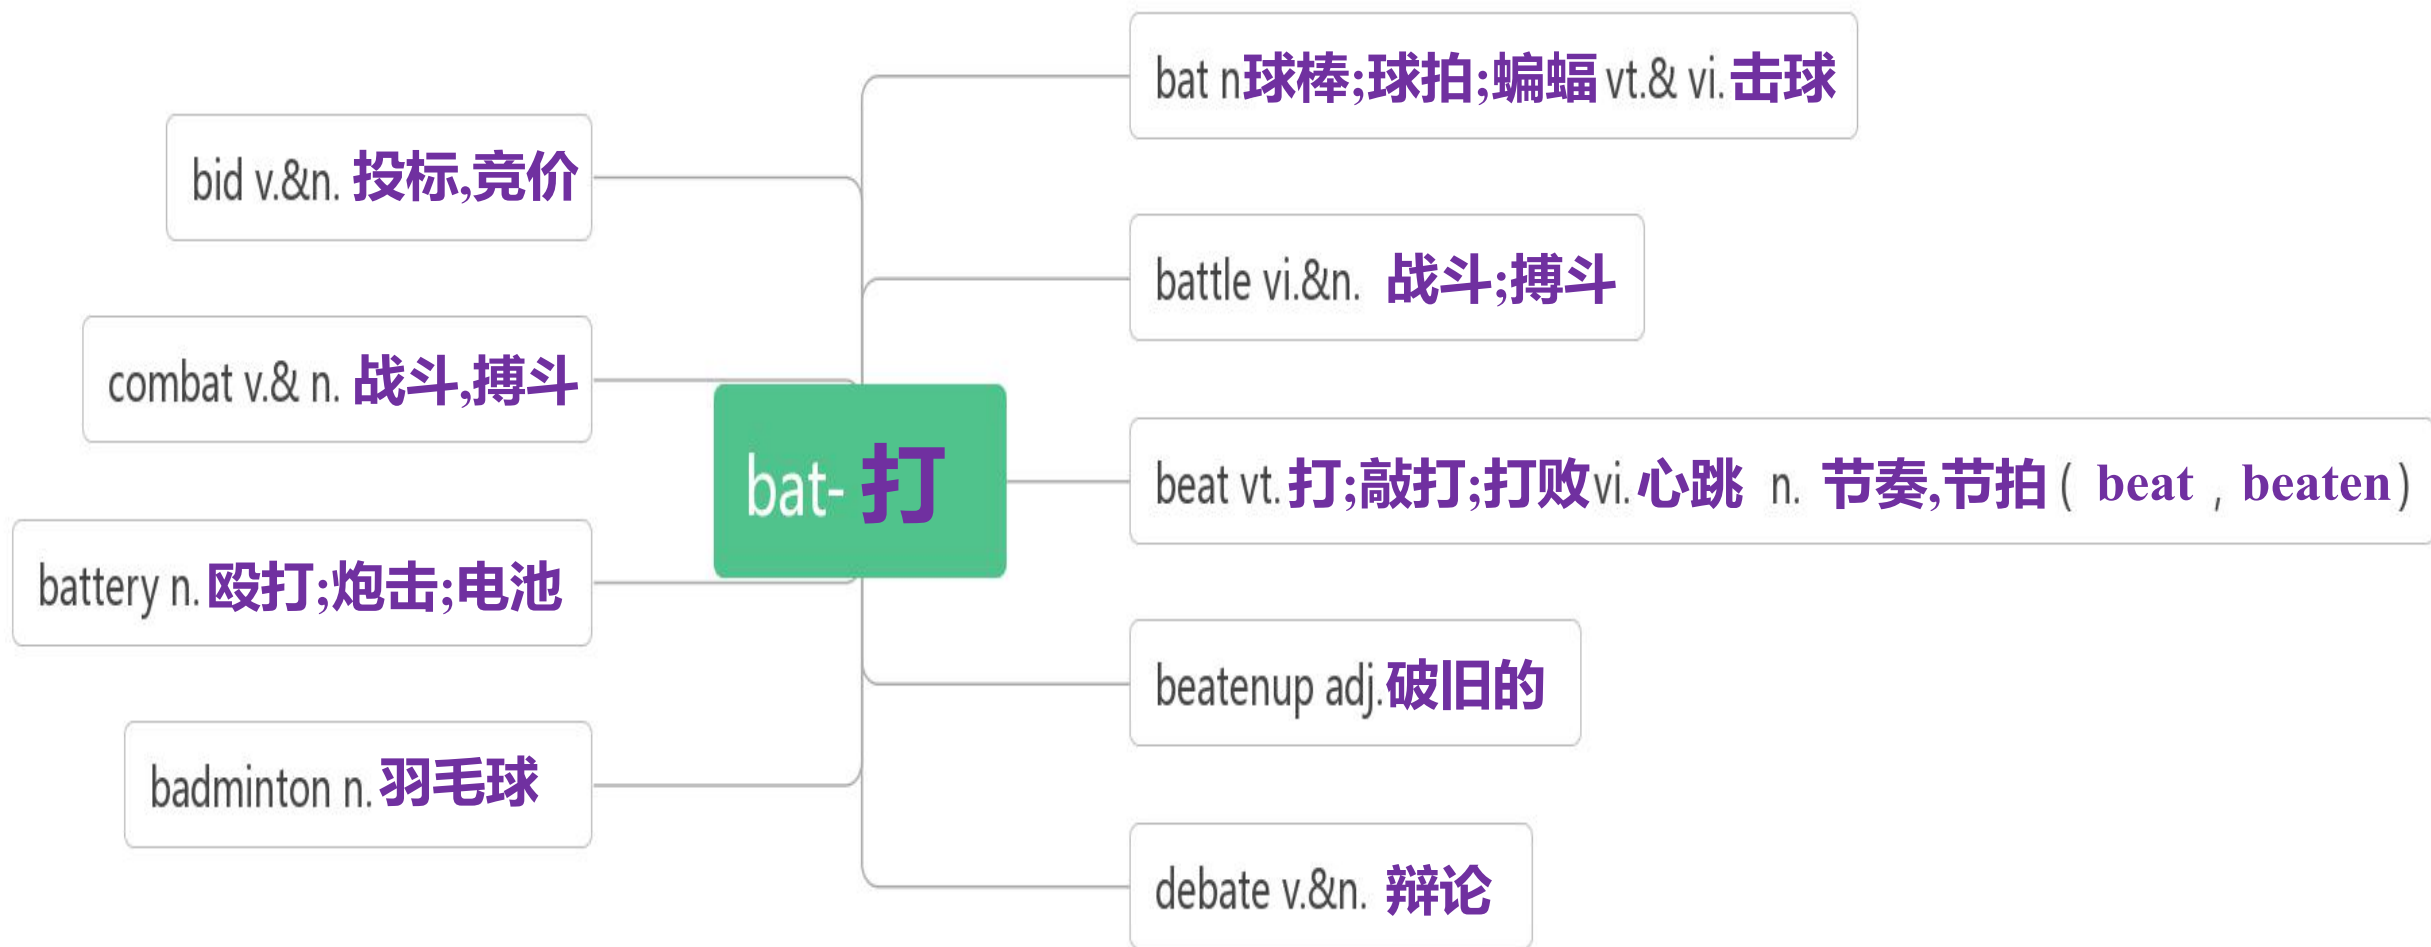 bid v.&n. 投标,竞价
combat v.& n. 战斗,搏斗
battery n. 殴打;炮击;电池
badminton n. 羽毛球
bat- 打
bat n球棒;球拍;蝙蝠 vt.& vi. 击球
battle vi.&n. 战斗;搏斗
beat vt. 打;敲打;打败 vi. 心跳 n. 节奏,节拍 ( beat , beaten )
beatenup adj. 破旧的
debate v.&n. 辩论